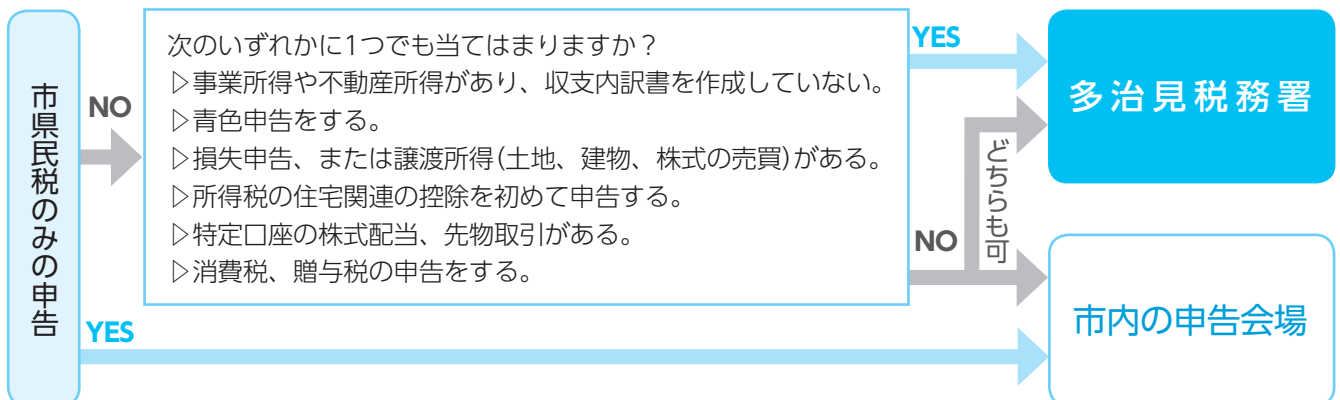 市県民税のみの申告
NO
次のいずれかに1つでも当てはまりますか？
▷事業所得や不動産所得があり、収支内訳書を作成していない。
▷青色申告をする。
▷損失申告、または譲渡所得(土地、建物、株式の売買)がある。
▷所得税の住宅関連の控除を初めて申告する。
▷特定口座の株式配当、先物取引がある。
▷消費税、贈与税の申告をする。
YES
多治見税務署
NO
どちらも可
市内の申告会場
YES